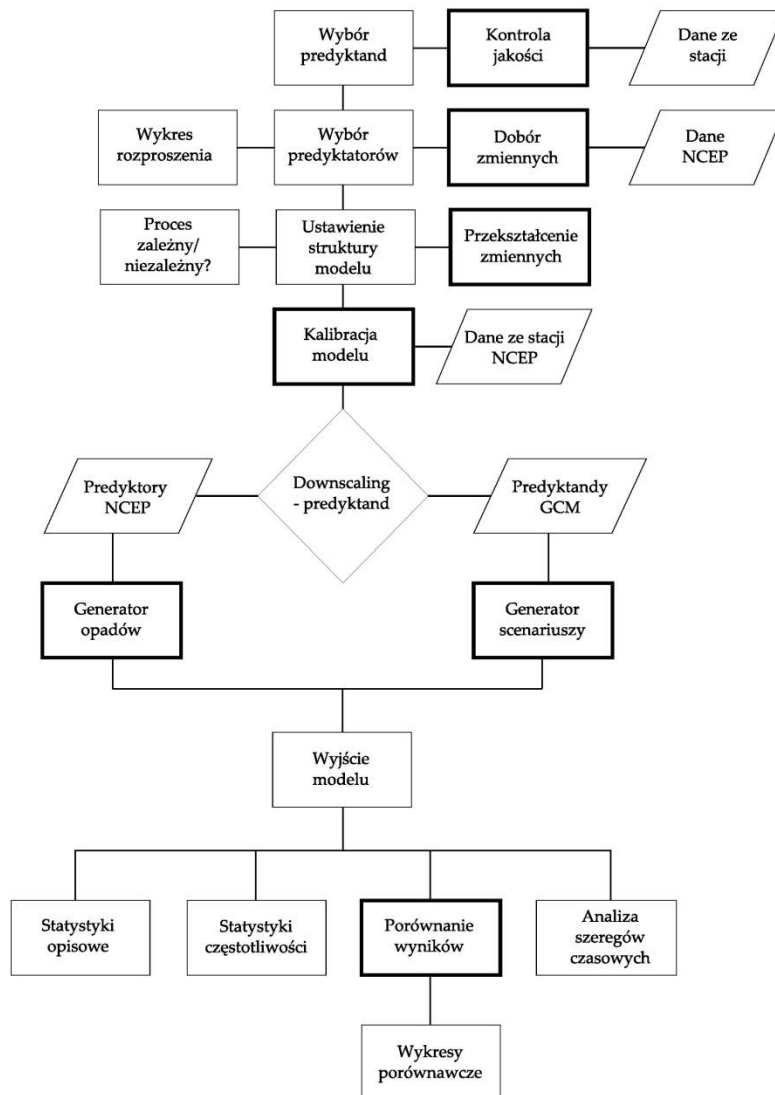 Wybór
predyktand
Kontrola
jakości
Dane ze
stacji
Wykres
rozproszenia
Wybór
predyktatorów
Dobór
zmiennych
Dane
NCEP
Proces
zależny/
niezależny?
Ustawienie
struktury
modelu
Przekształcenie
zmiennych
Kalibracja
modelu
Dane ze stacji
NCEP
Predyktory
NCEP
Downscaling
- predyktand
Predyktandy
GCM
Generator
opadów
Generator
scenariuszy
Wyjście
modelu
Statystyki
opisowe
Statystyki
częstotliwości
Porównanie
wyników
Analiza
szeregów
czasowych
Wykresy
porównawcze